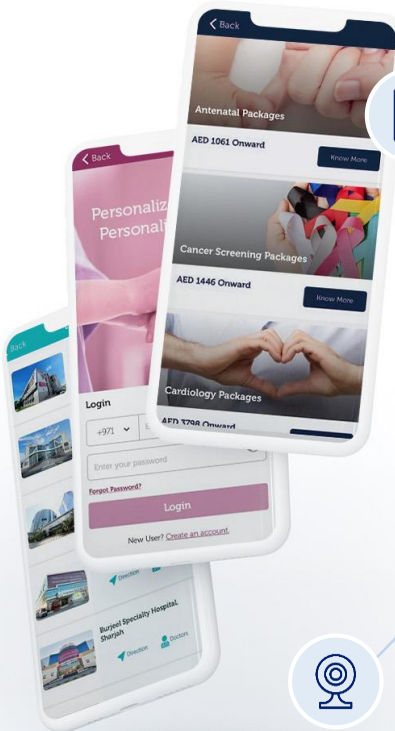 Back
Antenatal Packages
AED 1061 Onward
Know More
Cancer Screening Packages
AED 1446 Onward
Know More
Cardiology Packages
AED 3798 Onward
Back
Login
+971
Enter your password
Forgot Password?
Login
New User? Create an account.
Back
Direction
Burjeel Specialty Hospital,
Sharjah
Direction
Doctors